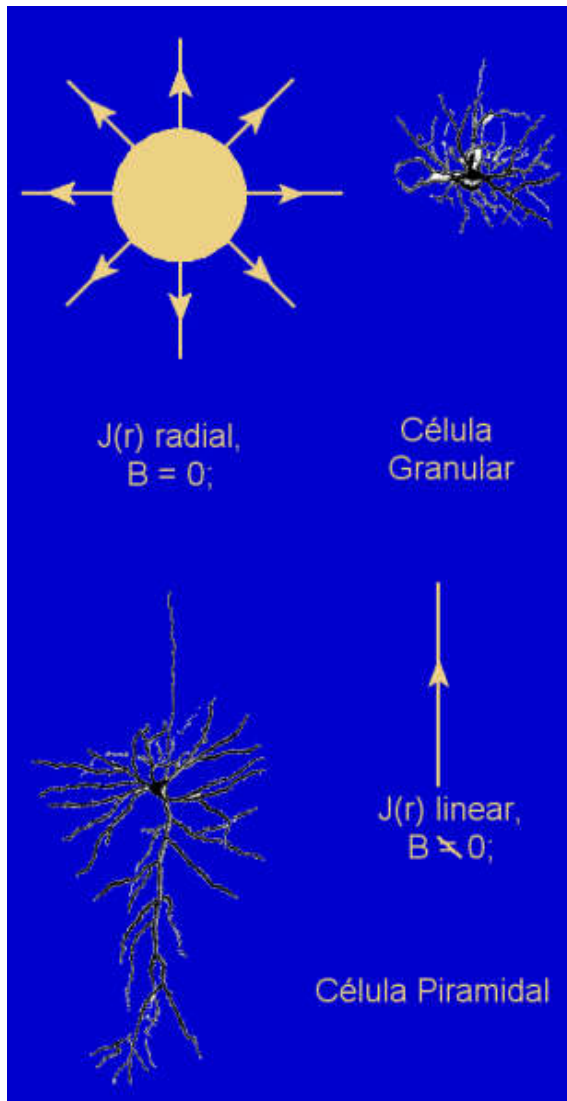 J(r) radial,
B = 0;
Célula
Granular
J(r) linear,
B ≠ 0;
Célula Piramidal